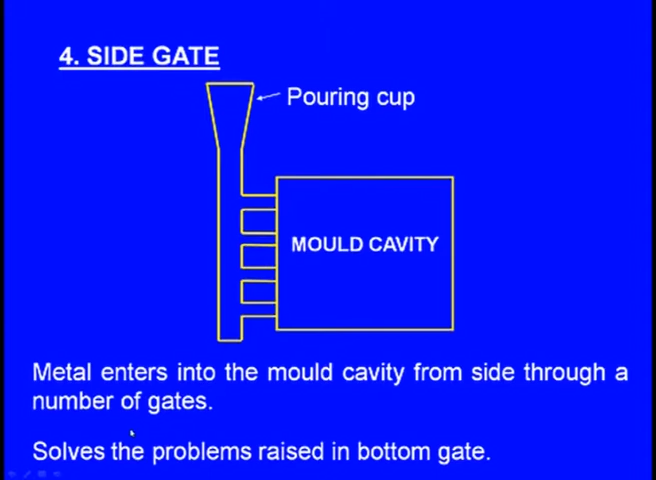 4. SIDE GATE
Pouring cup
MOULD CAVITY
Metal enters into the mould cavity from side through a
number of gates.
Solves the problems raised in bottom gate.